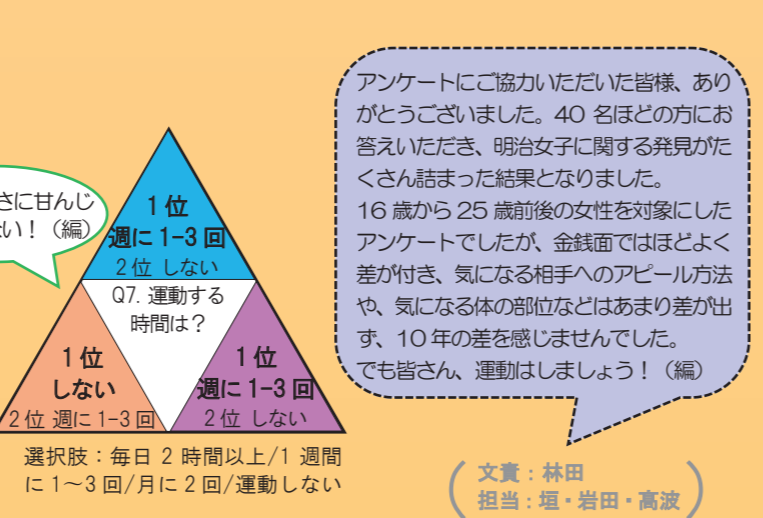 さに甘んじ
い！（編）
1位
週に1-3回
2位 しない
Q7. 運動する
時間は？
1位
しない
2位 週に1-3回
1位
週に1-3回
2位 しない
選択肢：毎日 2 時間以上/1 週間
に 1～3 回/月に 2 回/運動しない
アンケートにご協力いただいた皆様、あり
がとうございました。40 名ほどの方にお
答えいただき、明治女子に関する発見がた
くさん詰まった結果となりました。
16 歳から 25 歳前後の女性を対象にした
アンケートでしたが、金銭面ではほどよく
差が付き、気になる相手へのアピール方法
や、気になる体の部位などはあまり差が出
ず、10 年の差を感じませんでした。
でも皆さん、運動はしましょう！（編）
文責：林田
担当：垣・岩田・高波